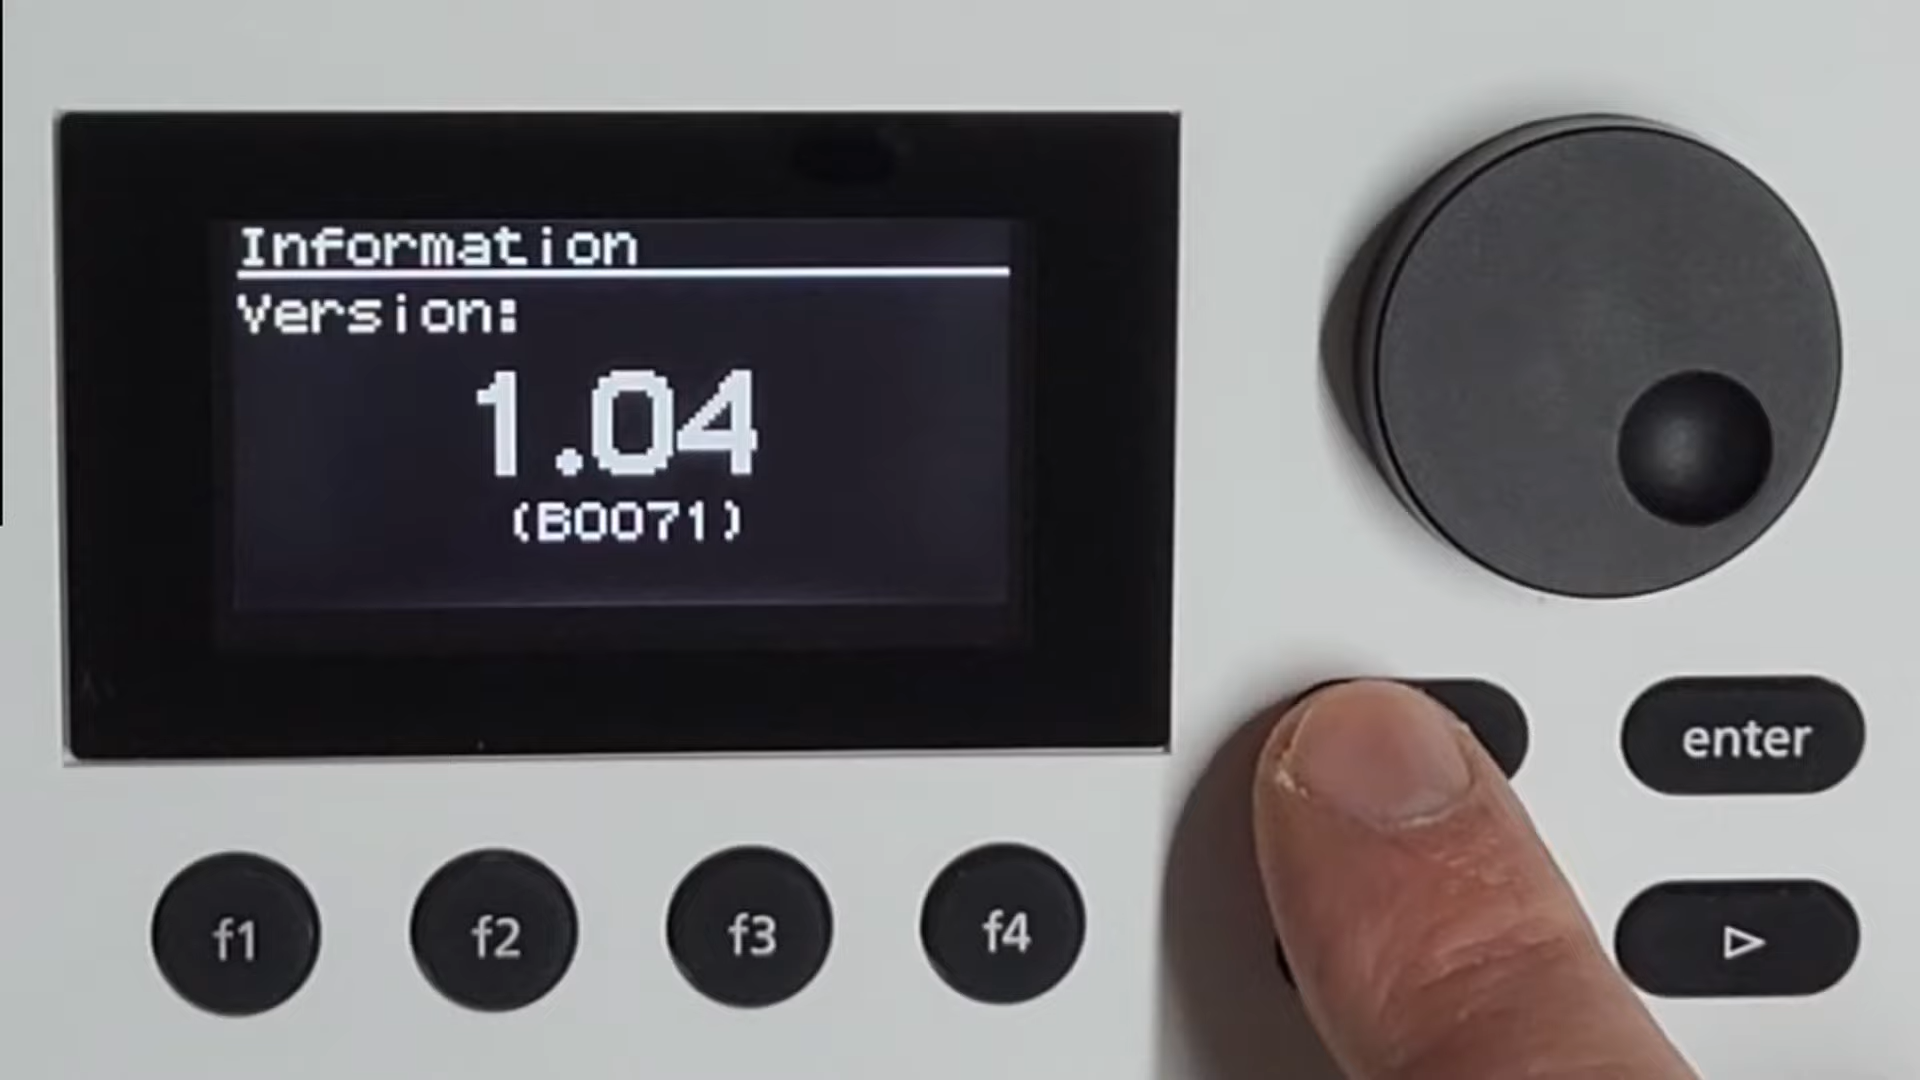 Information
Version:
1.04
(B0071)
enter
f1 f2 f3 f4